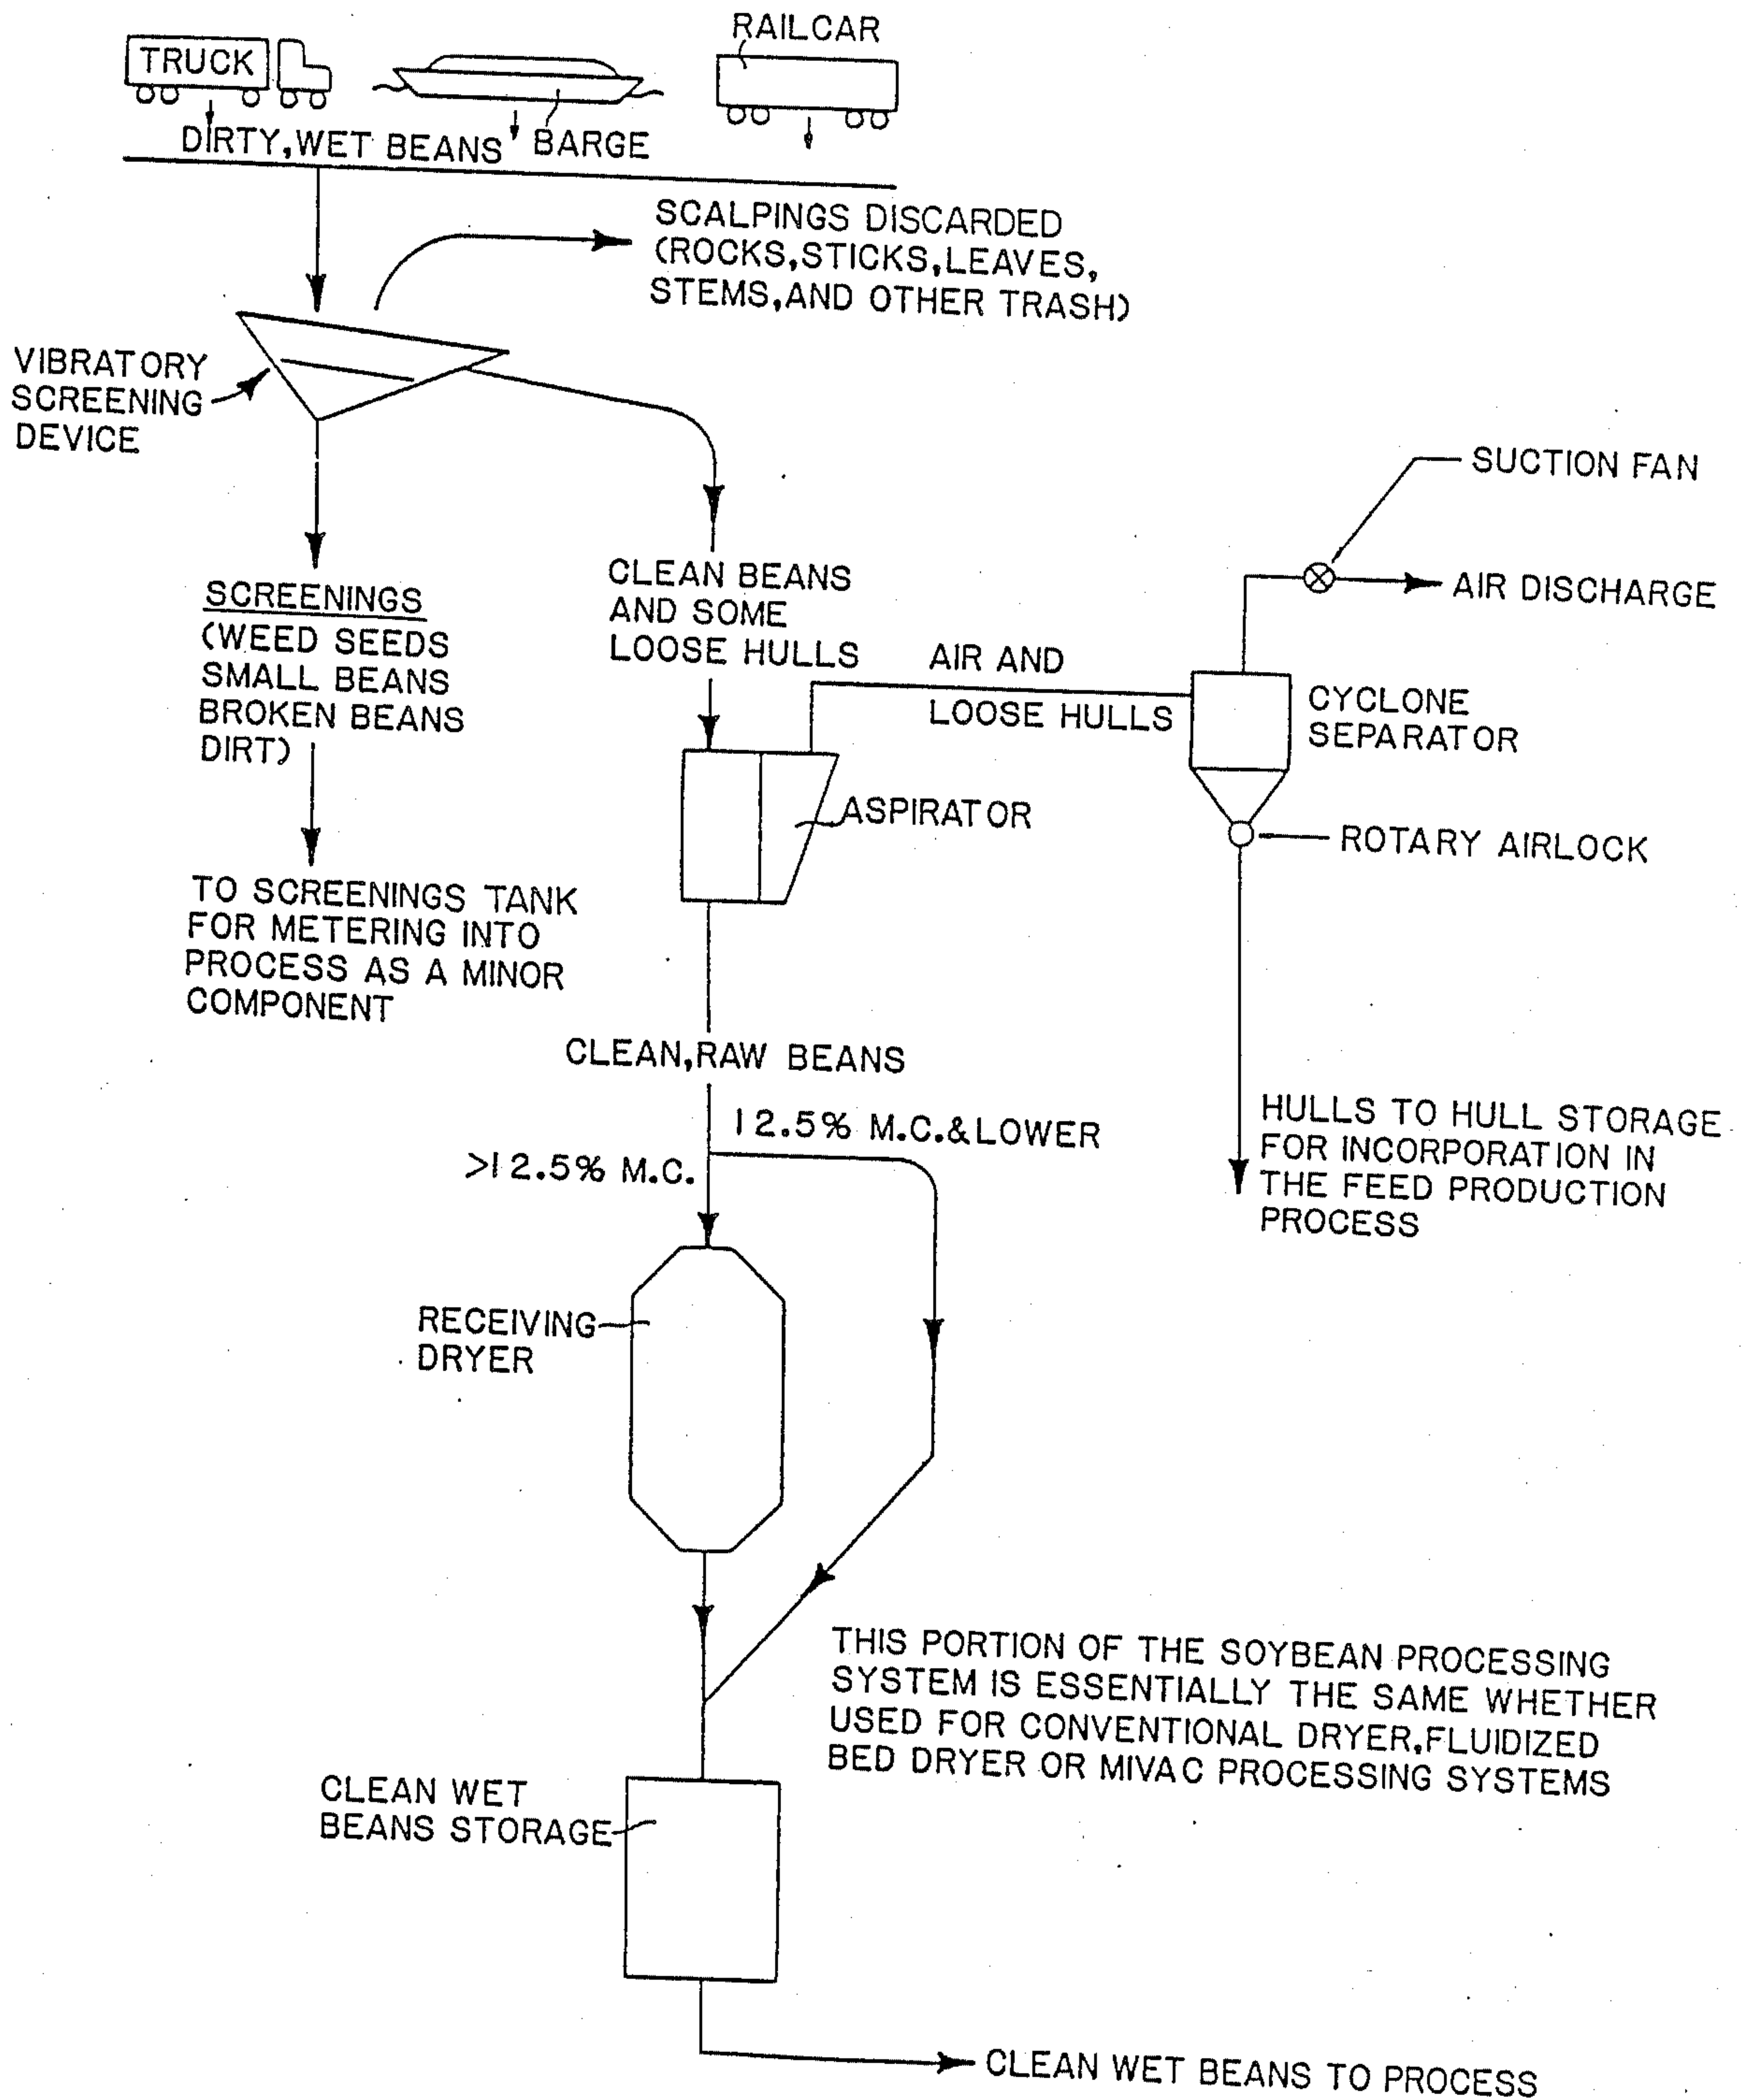 RAILCAR
TRUCK
DIRTY, WET BEANS
BARGE
SCALPINGS DISCARDED
(ROCKS, STICKS, LEAVES,
STEMS, AND OTHER TRASH)
VIBRATORY
SCREENING
DEVICE
SUCTION FAN
AIR DISCHARGE
SCREENINGS
(WEED SEEDS
SMALL BEANS
BROKEN BEANS
DIRT)
CLEAN BEANS
AND SOME
LOOSE HULLS
AIR AND
LOOSE HULLS
CYCLONE
SEPARATOR
ASPIRATOR
ROTARY AIRLOCK
TO SCREENINGS TANK
FOR METERING INTO
PROCESS AS A MINOR
COMPONENT
CLEAN, RAW BEANS
12.5% M.C. & LOWER
>12.5% M.C.
HULLS TO HULL STORAGE
FOR INCORPORATION IN
THE FEED PRODUCTION
PROCESS
RECEIVING
DRYER
THIS PORTION OF THE SOYBEAN PROCESSING
SYSTEM IS ESSENTIALLY THE SAME WHETHER
USED FOR CONVENTIONAL DRYER, FLUIDIZED
BED DRYER OR MIVAC PROCESSING SYSTEMS
CLEAN WET
BEANS STORAGE
CLEAN WET BEANS TO PROCESS